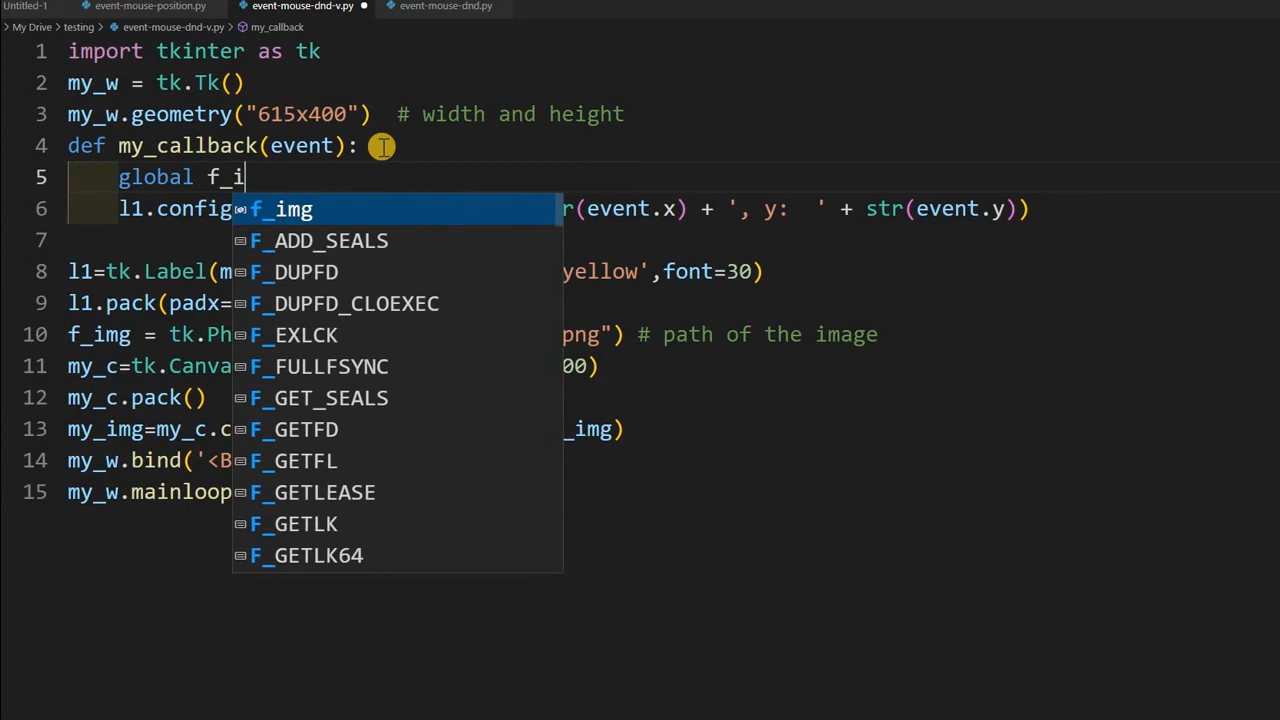 Untitled-1 event-mouse-position.py event-mouse-dnd-v.py event-mouse-dnd.py
> My Drive > testing > event-mouse-dnd-v.py > my_callback
1 import tkinter as tk
2 my_w = tk.Tk()
3 my_w.geometry("615x400") # width and height
4 def my_callback(event):
5 global f_i
6 l1.config r(event.x) + ', y: ' + str(event.y))
7
8 l1=tk.Label(m yellow',font=30)
9 l1.pack(padx=
10 f_img = tk.Ph png") # path of the image
11 my_c=tk.Canva 00)
12 my_c.pack()
13 my_img=my_c.c _img)
14 my_w.bind('<B
15 my_w.mainloop
f_img
F_ADD_SEALS
F_DUPFD
F_DUPFD_CLOEXEC
F_EXLCK
F_FULLFSYNC
F_GET_SEALS
F_GETFD
F_GETFL
F_GETLEASE
F_GETLK
F_GETLK64